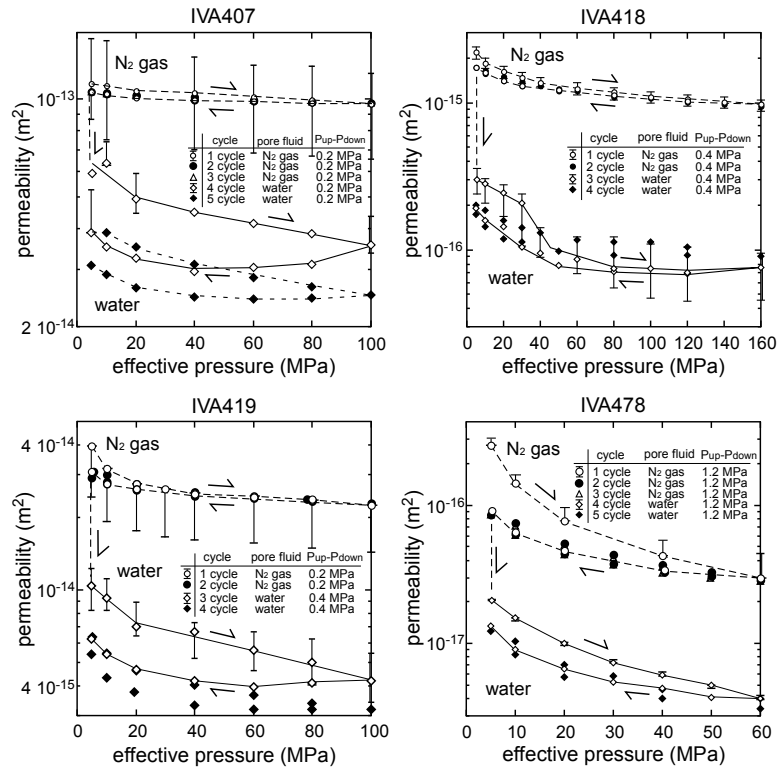 IVA407
N2 gas
10-13
permeability (m2)
cycle pore fluid Pup-Pdown
1 cycle N2 gas 0.2 MPa
2 cycle N2 gas 0.2 MPa
3 cycle N2 gas 0.2 MPa
4 cycle water 0.2 MPa
5 cycle water 0.2 MPa
water
2 10-14
0 20 40 60 80 100
effective pressure (MPa)
IVA418
N2 gas
10-15
permeability (m2)
cycle pore fluid Pup-Pdown
1 cycle N2 gas 0.4 MPa
2 cycle N2 gas 0.4 MPa
3 cycle water 0.4 MPa
4 cycle water 0.4 MPa
10-16
water
0 20 40 60 80 100 120 140 160
effective pressure (MPa)
IVA419
4 10-14
N2 gas
permeability (m2)
water
10-14
cycle pore fluid Pup-Pdown
1 cycle N2 gas 0.2 MPa
2 cycle N2 gas 0.2 MPa
3 cycle water 0.4 MPa
4 cycle water 0.4 MPa
4 10-15
0 20 40 60 80 100
effective pressure (MPa)
IVA478
N2 gas
cycle pore fluid Pup-Pdown
1 cycle N2 gas 1.2 MPa
2 cycle N2 gas 1.2 MPa
3 cycle N2 gas 1.2 MPa
4 cycle water 1.2 MPa
5 cycle water 1.2 MPa
10-16
permeability (m2)
10-17
water
0 10 20 30 40 50 60
effective pressure (MPa)